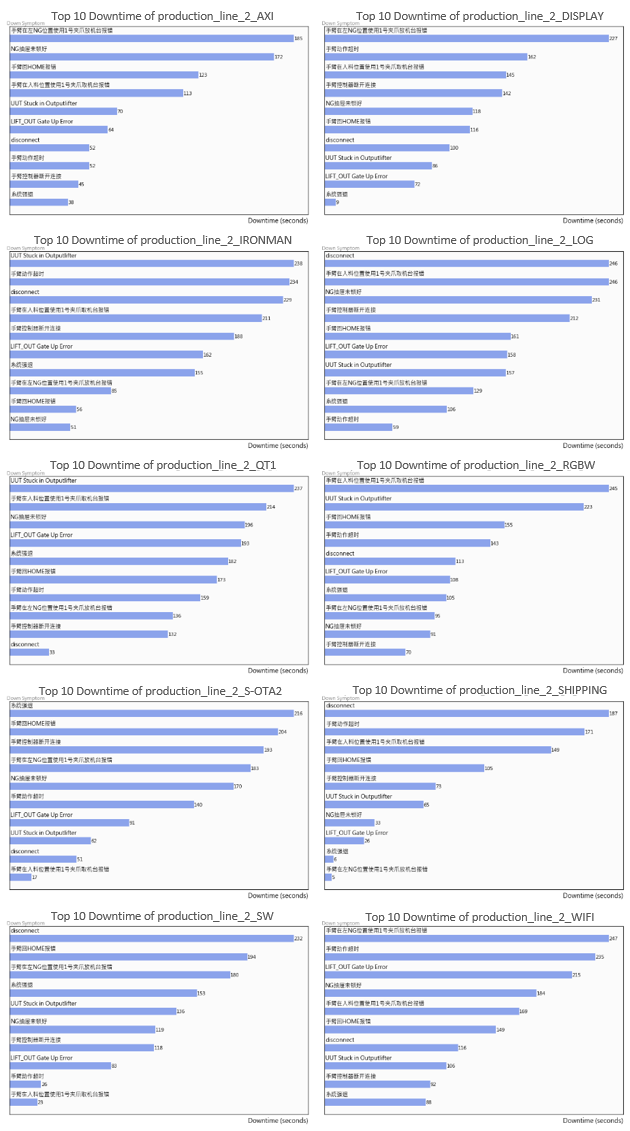 Top 10 Downtime of production_line_2_AXI
Down Symptom
手臂在左NG位置使用1号夹爪放机台报错
185
NG抽屉未锁好
172
手臂回HOME报错
123
手臂在入料位置使用1号夹爪取机台报错
113
UUT Stuck in Outputlifter
70
LIFT_OUT Gate Up Error
64
disconnect
52
手臂动作超时
52
手臂控制器断开连接
45
系统强退
38
Downtime (seconds)
Top 10 Downtime of production_line_2_DISPLAY
Down Symptom
手臂在左NG位置使用1号夹爪放机台报错
227
手臂动作超时
162
手臂在入料位置使用1号夹爪取机台报错
145
手臂控制器断开连接
142
NG抽屉未锁好
118
手臂回HOME报错
116
disconnect
100
UUT Stuck in Outputlifter
86
LIFT_OUT Gate Up Error
72
系统强退
9
Downtime (seconds)
Top 10 Downtime of production_line_2_IRONMAN
Down Symptom
UUT Stuck in Outputlifter
238
手臂动作超时
234
disconnect
229
手臂在入料位置使用1号夹爪取机台报错
211
手臂控制器断开连接
188
LIFT_OUT Gate Up Error
162
系统强退
155
手臂在左NG位置使用1号夹爪放机台报错
85
手臂回HOME报错
56
NG抽屉未锁好
51
Downtime (seconds)
Top 10 Downtime of production_line_2_LOG
Down Symptom
disconnect
246
手臂在入料位置使用1号夹爪取机台报错
246
NG抽屉未锁好
231
手臂控制器断开连接
212
手臂回HOME报错
161
LIFT_OUT Gate Up Error
158
UUT Stuck in Outputlifter
157
手臂在左NG位置使用1号夹爪放机台报错
129
系统强退
106
手臂动作超时
59
Downtime (seconds)
Top 10 Downtime of production_line_2_QT1
Down Symptom
UUT Stuck in Outputlifter
237
手臂在入料位置使用1号夹爪取机台报错
214
NG抽屉未锁好
196
LIFT_OUT Gate Up Error
193
系统强退
182
手臂回HOME报错
173
手臂动作超时
159
手臂在左NG位置使用1号夹爪放机台报错
136
手臂控制器断开连接
132
disconnect
33
Downtime (seconds)
Top 10 Downtime of production_line_2_RGBW
Down Symptom
手臂在入料位置使用1号夹爪取机台报错
245
UUT Stuck in Outputlifter
223
手臂回HOME报错
155
手臂动作超时
143
disconnect
113
LIFT_OUT Gate Up Error
108
系统强退
105
手臂在左NG位置使用1号夹爪放机台报错
95
NG抽屉未锁好
91
手臂控制器断开连接
70
Downtime (seconds)
Top 10 Downtime of production_line_2_S-OTA2
Down Symptom
系统强退
216
手臂回HOME报错
204
手臂控制器断开连接
193
手臂在左NG位置使用1号夹爪放机台报错
183
NG抽屉未锁好
170
手臂动作超时
140
LIFT_OUT Gate Up Error
91
UUT Stuck in Outputlifter
62
disconnect
51
手臂在入料位置使用1号夹爪取机台报错
17
Downtime (seconds)
Top 10 Downtime of production_line_2_SHIPPING
Down Symptom
disconnect
187
手臂动作超时
171
手臂在入料位置使用1号夹爪取机台报错
149
手臂回HOME报错
105
手臂控制器断开连接
73
UUT Stuck in Outputlifter
65
NG抽屉未锁好
33
LIFT_OUT Gate Up Error
26
系统强退
6
手臂在左NG位置使用1号夹爪放机台报错
5
Downtime (seconds)
Top 10 Downtime of production_line_2_SW
Down Symptom
disconnect
232
手臂回HOME报错
194
手臂在左NG位置使用1号夹爪放机台报错
180
系统强退
153
UUT Stuck in Outputlifter
136
NG抽屉未锁好
119
手臂控制器断开连接
118
LIFT_OUT Gate Up Error
83
手臂动作超时
26
手臂在入料位置使用1号夹爪取机台报错
23
Downtime (seconds)
Top 10 Downtime of production_line_2_WIFI
Down Symptom
手臂在左NG位置使用1号夹爪放机台报错
247
手臂动作超时
235
LIFT_OUT Gate Up Error
215
NG抽屉未锁好
184
手臂在入料位置使用1号夹爪取机台报错
169
手臂回HOME报错
149
disconnect
116
UUT Stuck in Outputlifter
106
手臂控制器断开连接
92
系统强退
88
Downtime (seconds)